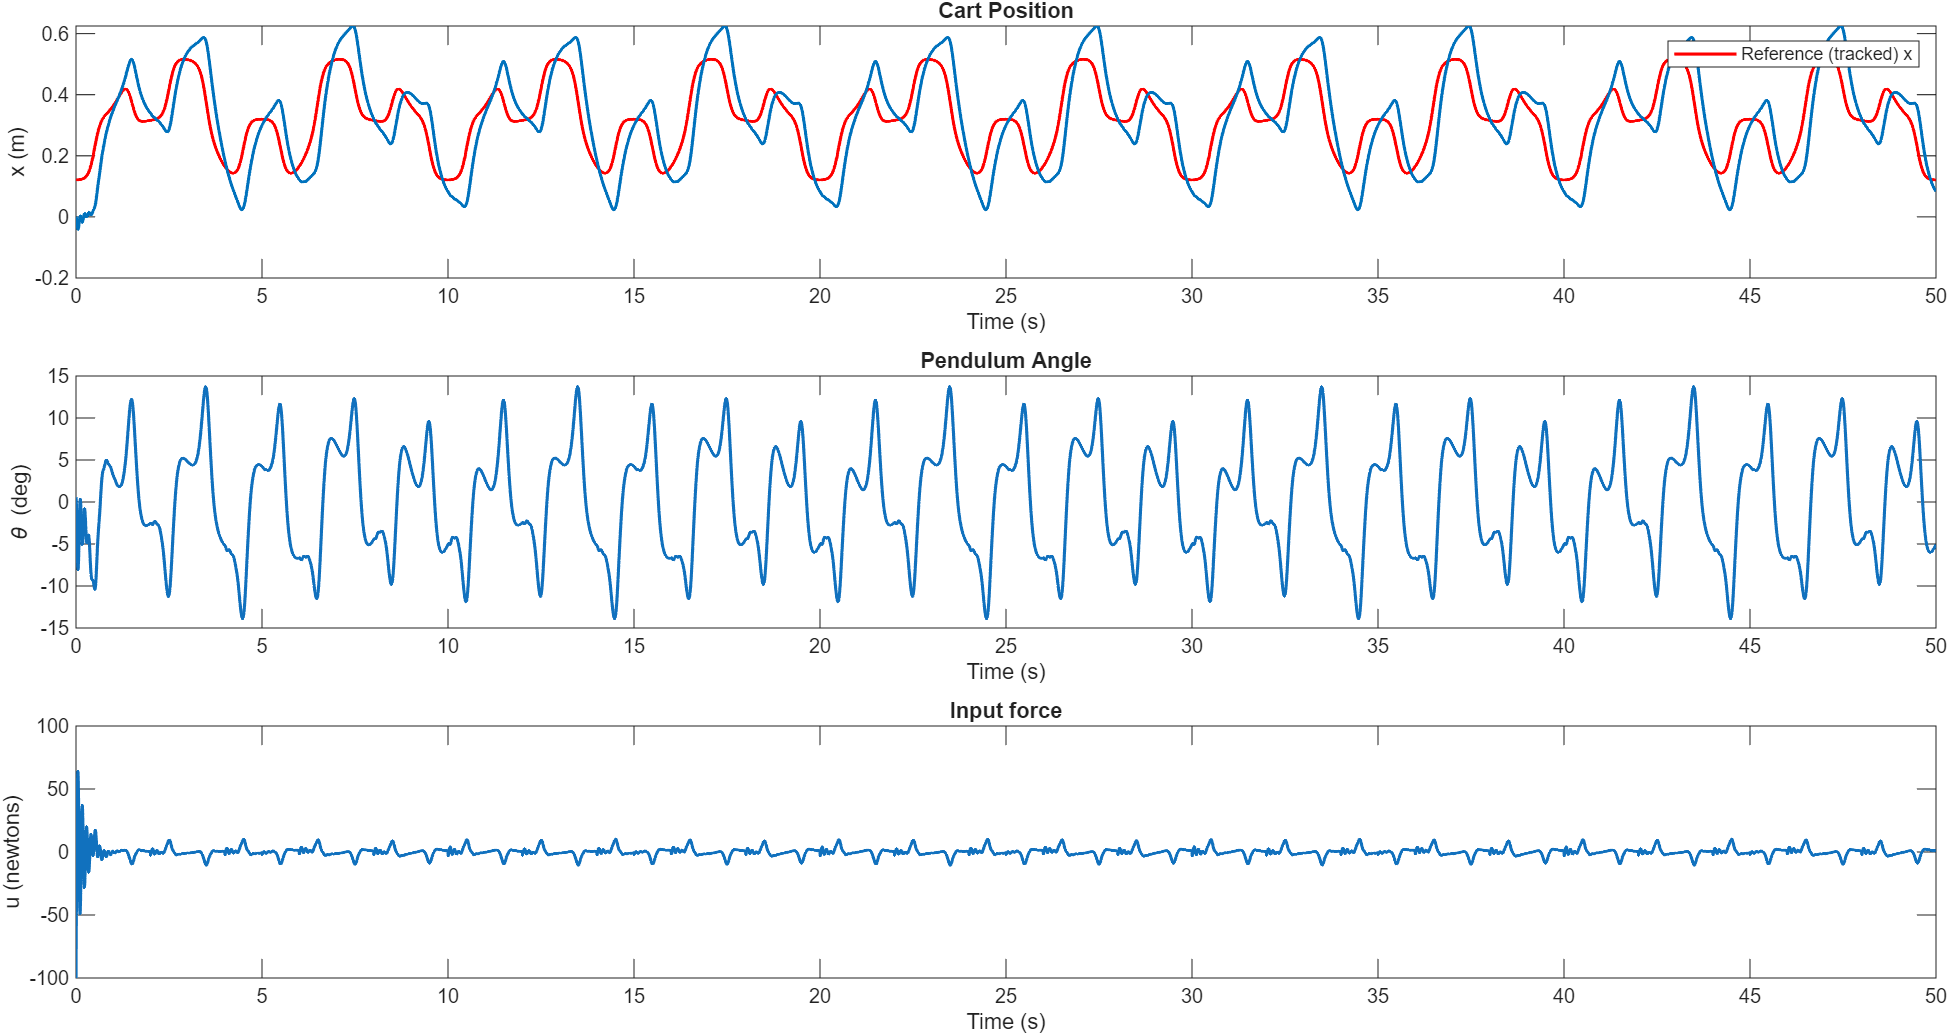 Cart Position
x (m)
0.6
0.4
0.2
0
-0.2
Reference (tracked) x
0 5 10 15 20 25 30 35 40 45 50
Time (s)
Pendulum Angle
θ (deg)
15
10
5
0
-5
-10
-15
0 5 10 15 20 25 30 35 40 45 50
Time (s)
Input force
u (newtons)
100
50
0
-50
-100
0 5 10 15 20 25 30 35 40 45 50
Time (s)